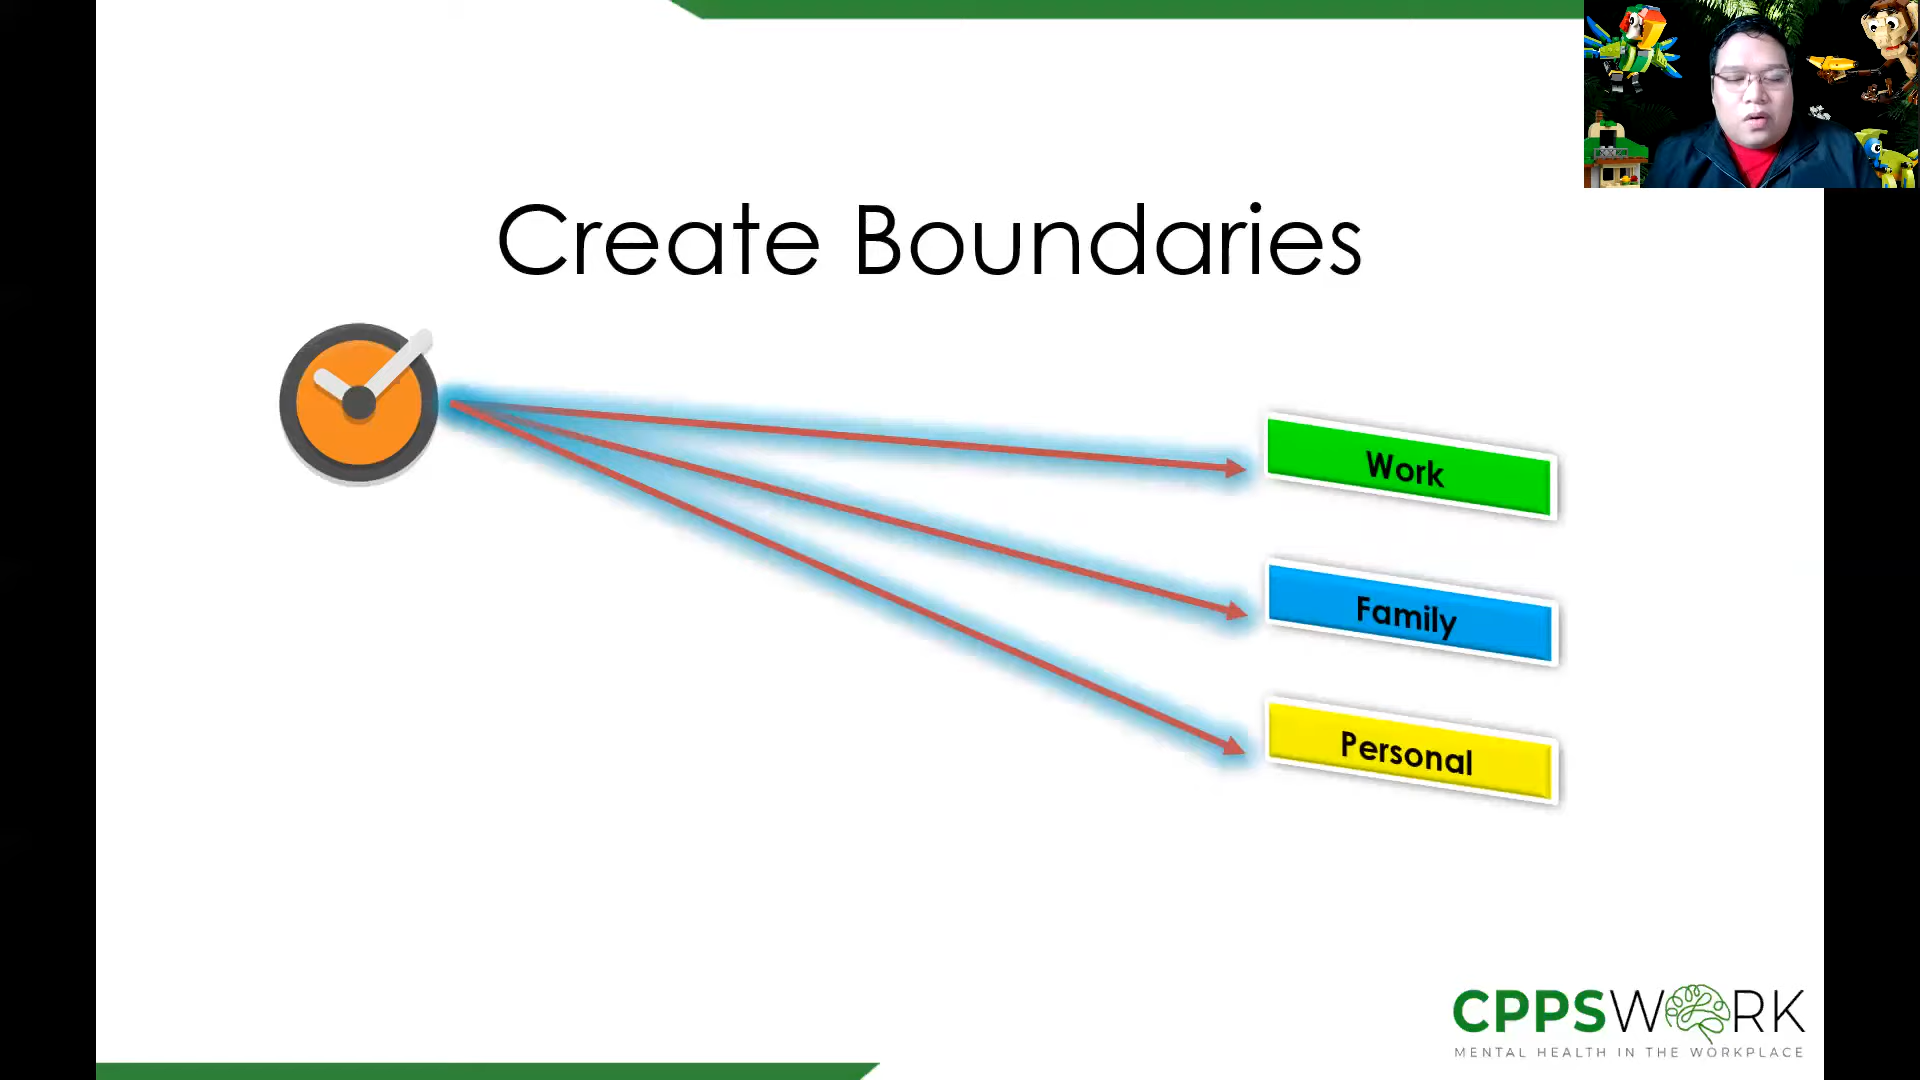 Create Boundaries
Work
Family
Personal
CPPSWORK
MENTAL HEALTH IN THE WORKPLACE